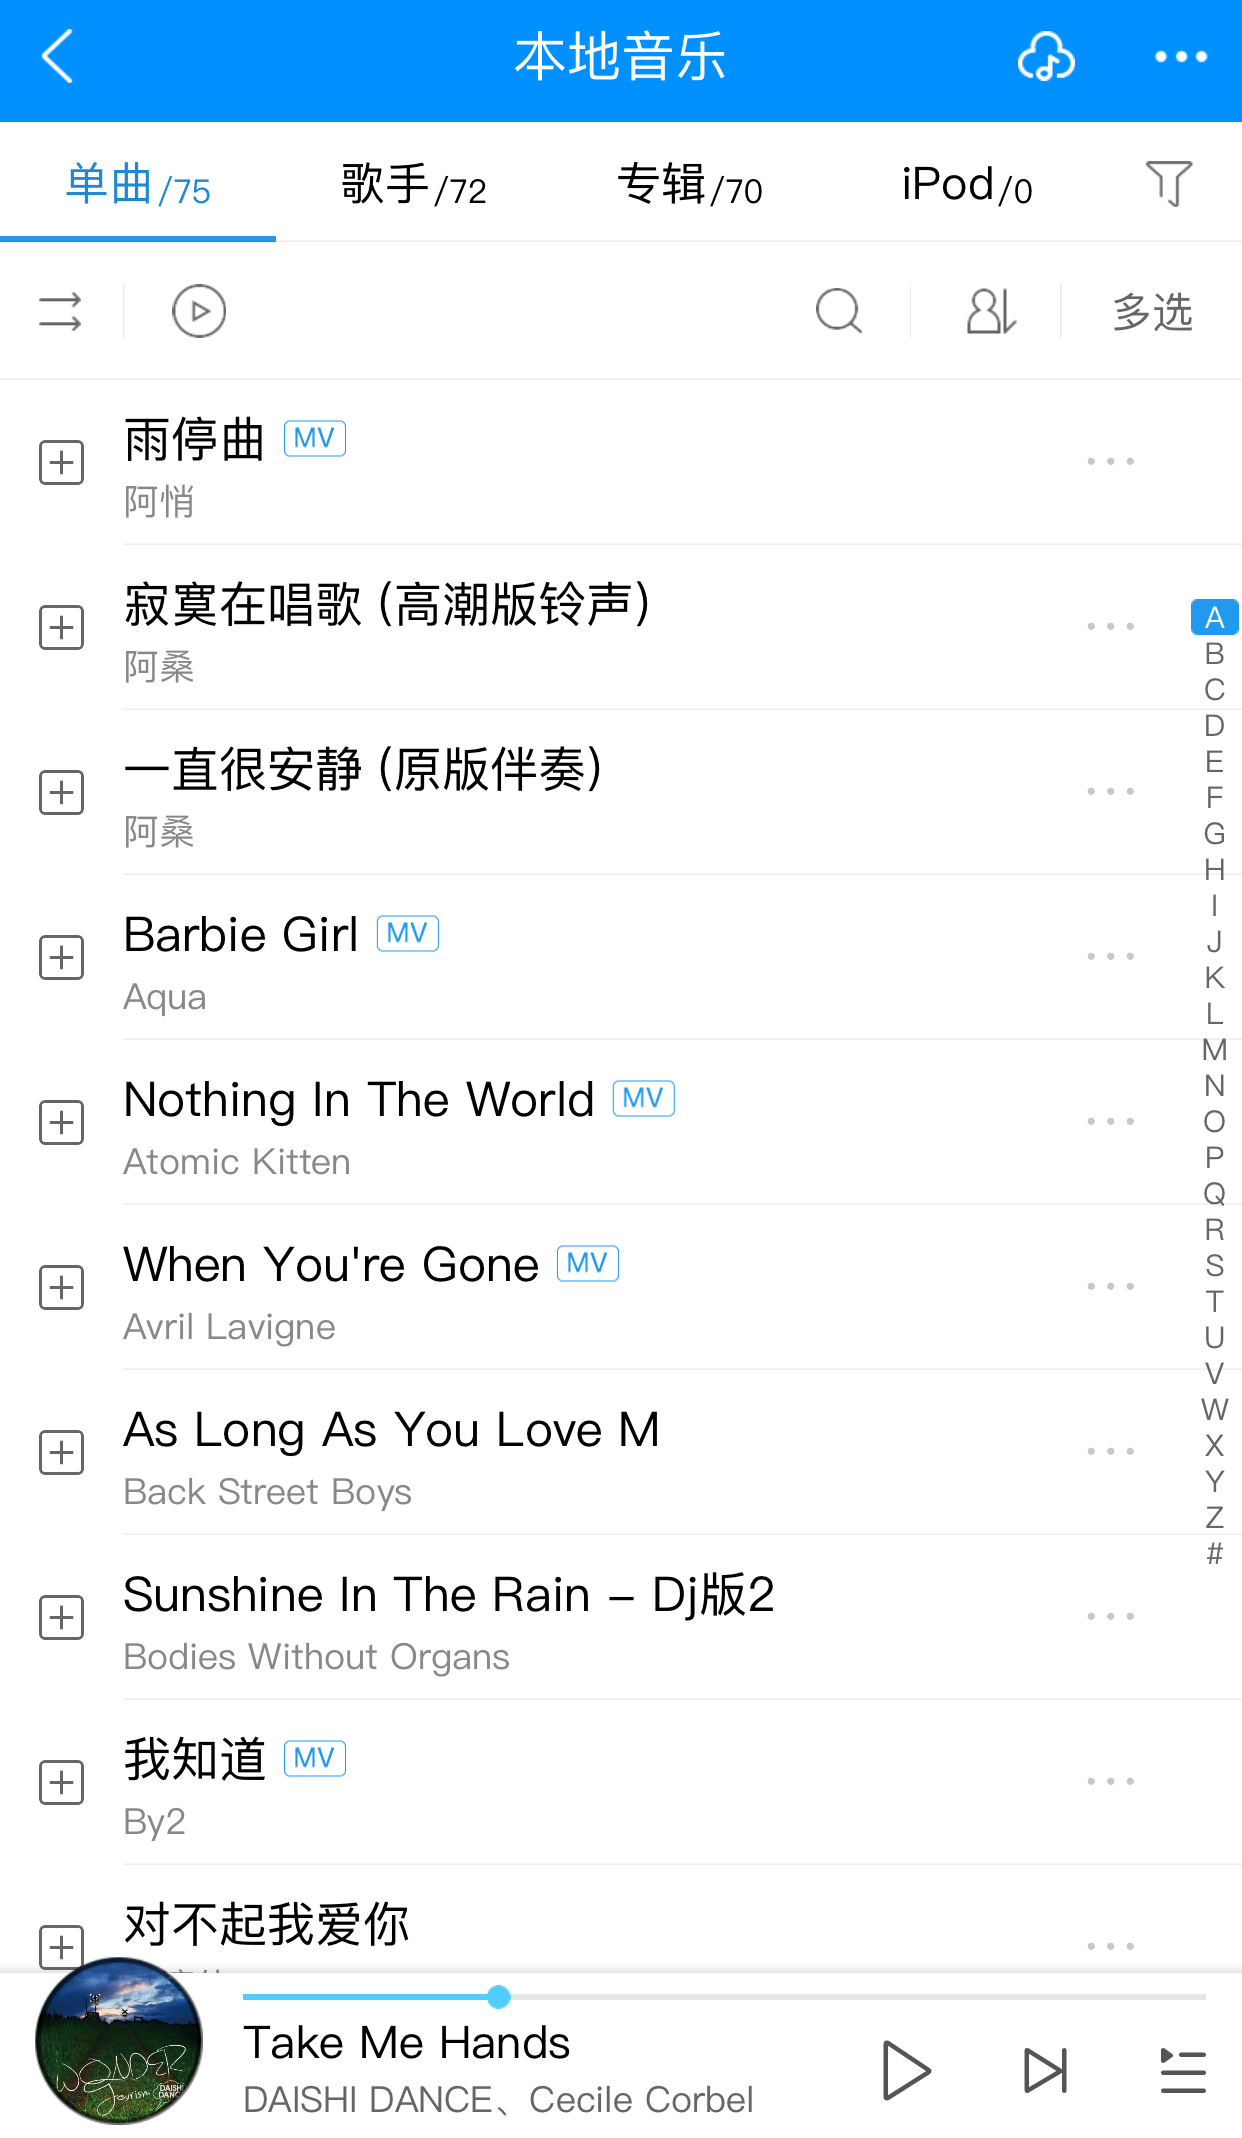 本地音乐
单曲/75 歌手/72 专辑/70 iPod/0
多选
雨停曲 MV
阿悄
寂寞在唱歌 (高潮版铃声)
阿桑
一直很安静 (原版伴奏)
阿桑
Barbie Girl MV
Aqua
Nothing In The World MV
Atomic Kitten
When You're Gone MV
Avril Lavigne
As Long As You Love M
Back Street Boys
Sunshine In The Rain – Dj版2
Bodies Without Organs
我知道 MV
By2
对不起我爱你
A
B
C
D
E
F
G
H
I
J
K
L
M
N
O
P
Q
R
S
T
U
V
W
X
Y
Z
#
WONDER
Tourism
DAISHI
DANCE
Take Me Hands
DAISHI DANCE、Cecile Corbel